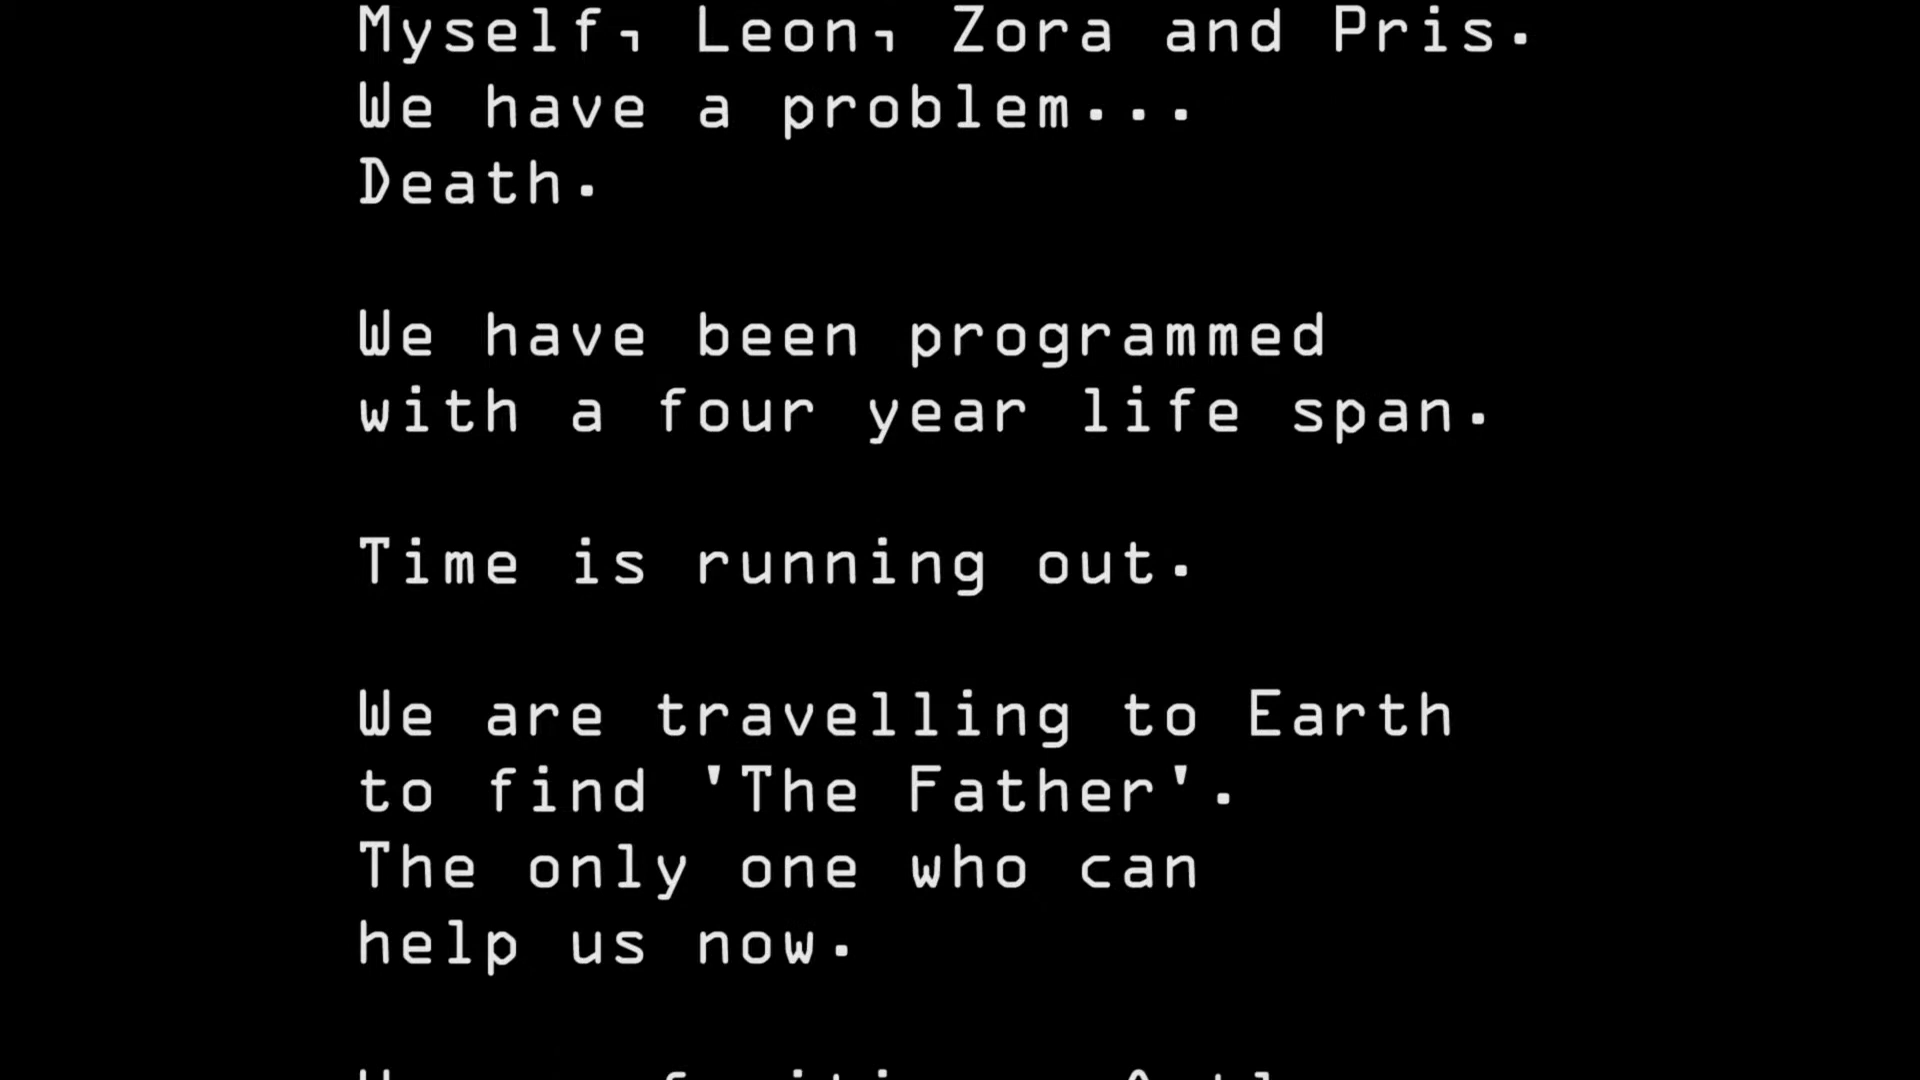 Myself, Leon, Zora and Pris.
We have a problem...
Death.
We have been programmed
with a four year life span.
Time is running out.
We are travelling to Earth
to find 'The Father'.
The only one who can
help us now.